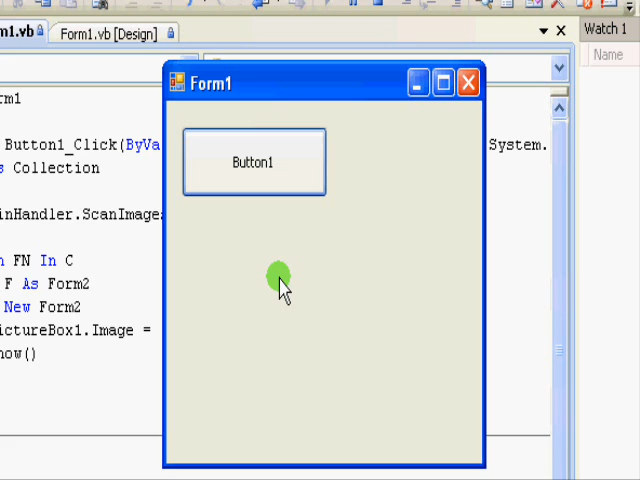 m1.vb
Form1.vb [Design]
Watch 1
Name
Form1
Button1
rm1
Button1_Click(ByVa
System.
s Collection
inHandler.ScanImage
n FN In C
F As Form2
New Form2
ictureBox1.Image =
how()